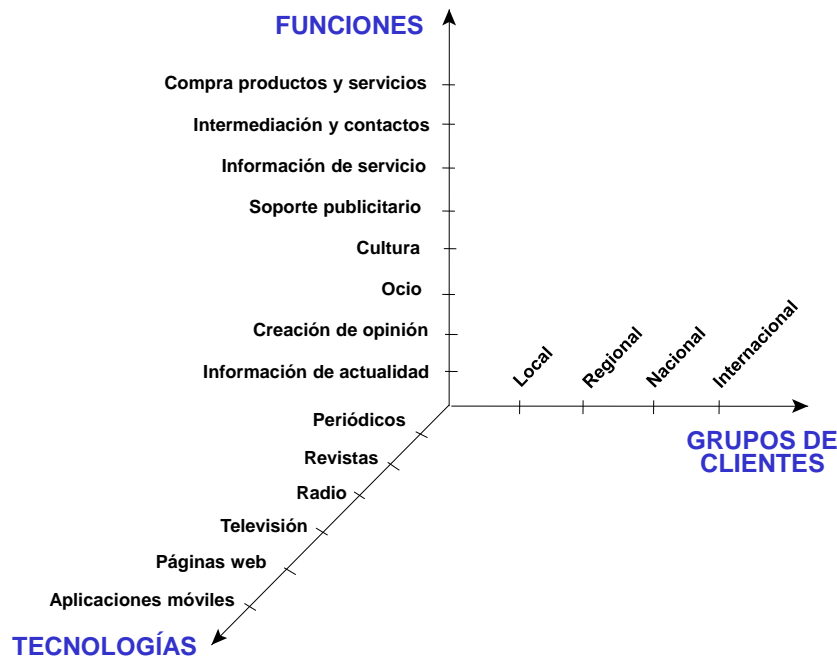 FUNCIONES
Compra productos y servicios
Intermediación y contactos
Información de servicio
Soporte publicitario
Cultura
Ocio
Creación de opinión
Información de actualidad
Local
Regional
Nacional
Internacional
GRUPOS DE
CLIENTES
Periódicos
Revistas
Radio
Televisión
Páginas web
Aplicaciones móviles
TECNOLOGÍAS